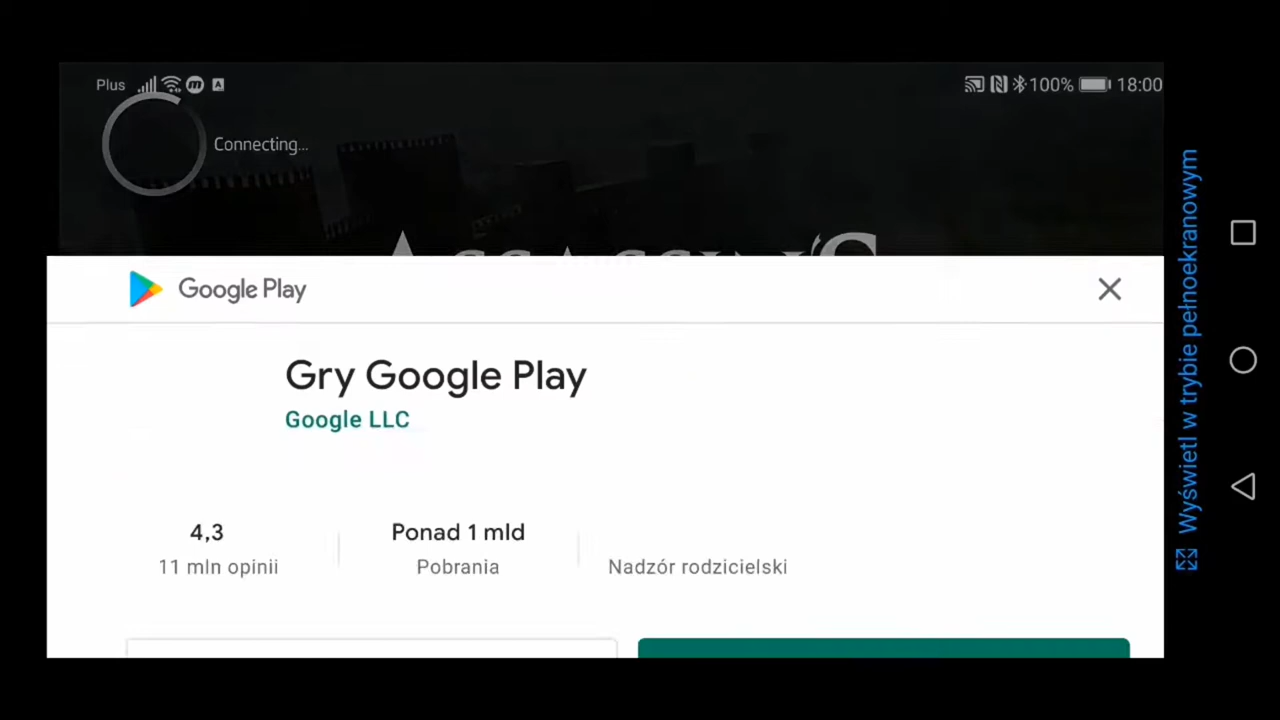 Plus 100% 18:00
Connecting...
ASSASSIN'S
Google Play
Gry Google Play
Google LLC
4,3
11 mln opinii
Ponad 1 mld
Pobrania
Nadzór rodzicielski
Wyświetl w trybie pełnoekranowym